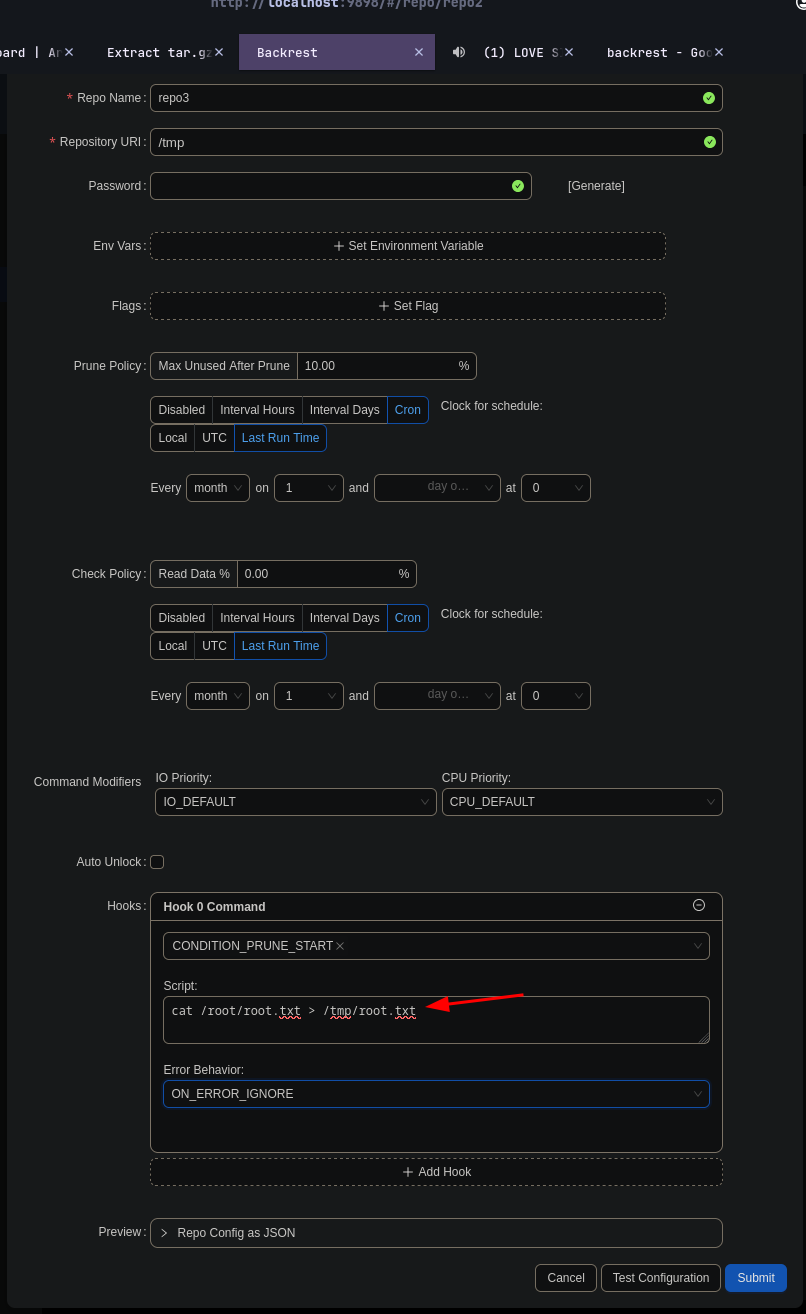 http://localhost:9898/#/repo/repo2
Extract tar.gz
Backrest
(1) LOVE S
backrest - Goo
* Repo Name :
repo3
* Repository URI :
/tmp
Password :
[Generate]
Env Vars :
+ Set Environment Variable
Flags :
+ Set Flag
Prune Policy :
Max Unused After Prune 10.00 %
Disabled Interval Hours Interval Days Cron Clock for schedule:
Local UTC Last Run Time
Every month on 1 and day o... at 0
Check Policy :
Read Data % 0.00 %
Disabled Interval Hours Interval Days Cron Clock for schedule:
Local UTC Last Run Time
Every month on 1 and day o... at 0
Command Modifiers
IO Priority: CPU Priority:
IO_DEFAULT CPU_DEFAULT
Auto Unlock :
Hooks :
Hook 0 Command
CONDITION_PRUNE_START
Script:
cat /root/root.txt > /tmp/root.txt
Error Behavior:
ON_ERROR_IGNORE
+ Add Hook
Preview :
> Repo Config as JSON
Cancel Test Configuration Submit